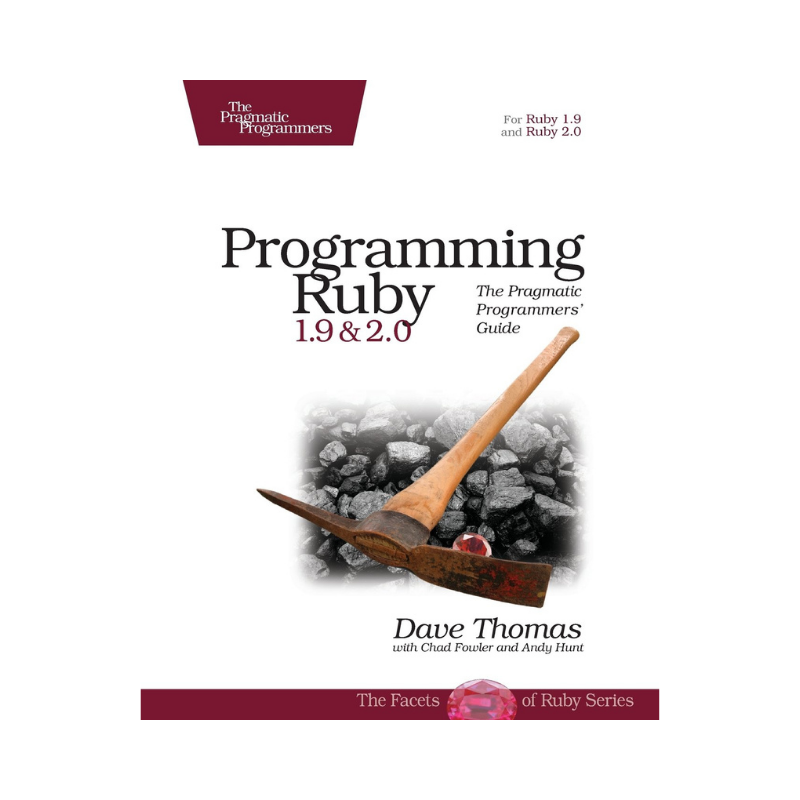 The
Pragmatic
Programmers
For Ruby 1.9
and Ruby 2.0
Programming
Ruby
1.9 & 2.0
The Pragmatic
Programmers'
Guide
Dave Thomas
with Chad Fowler and Andy Hunt
The Facets of Ruby Series